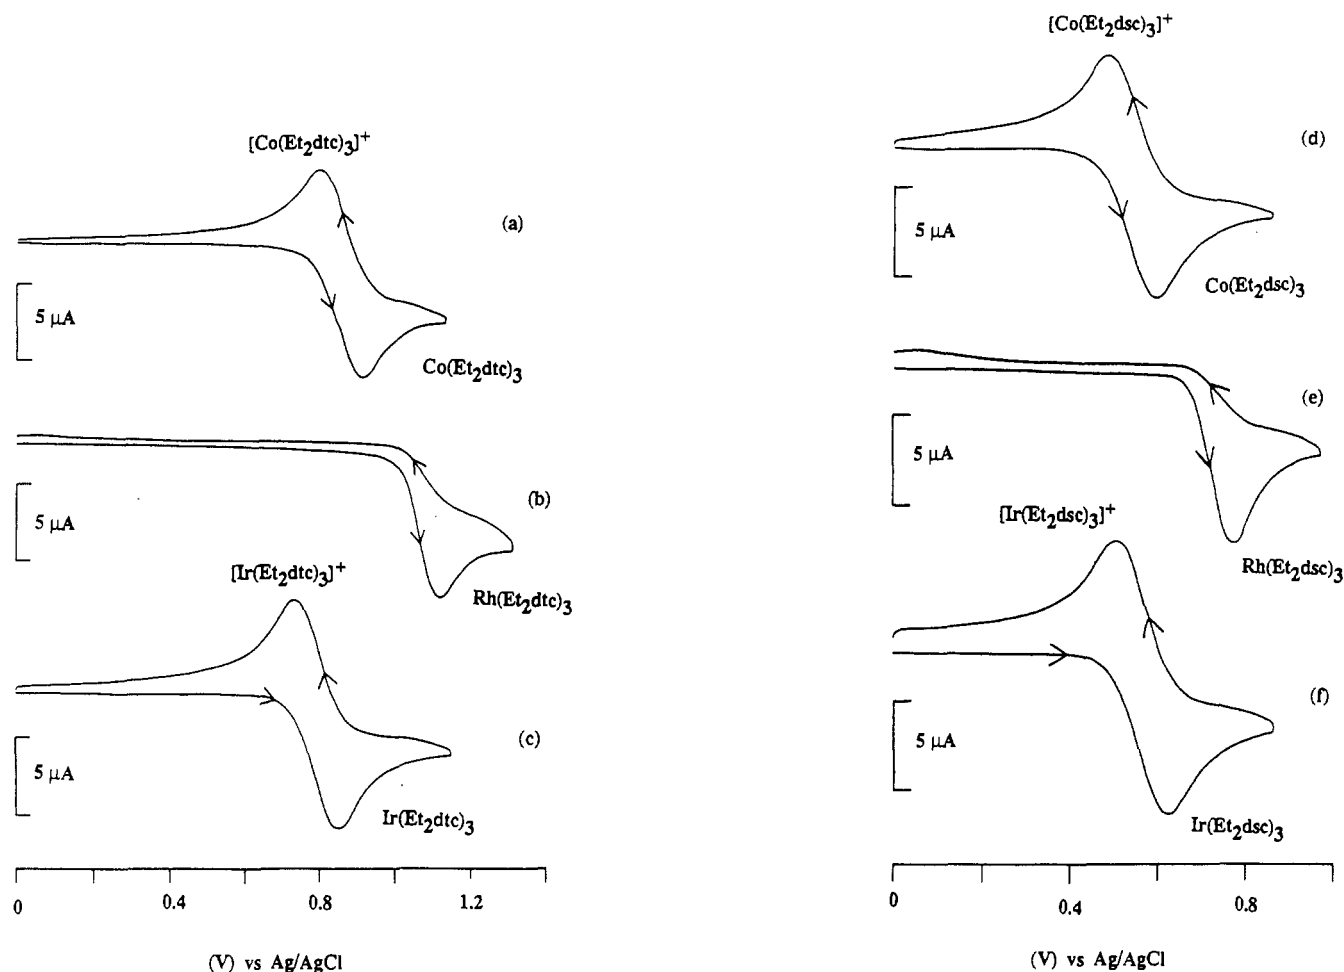 [Co(Et2dtc)3]+
(a)
5 μA
Co(Et2dtc)3
(b)
5 μA
Rh(Et2dtc)3
[Ir(Et2dtc)3]+
(c)
5 μA
Ir(Et2dtc)3
0 0.4 0.8 1.2
(V) vs Ag/AgCl
[Co(Et2dsc)3]+
(d)
5 μA
Co(Et2dsc)3
(e)
5 μA
Rh(Et2dsc)3
[Ir(Et2dsc)3]+
(f)
5 μA
Ir(Et2dsc)3
0 0.4 0.8
(V) vs Ag/AgCl